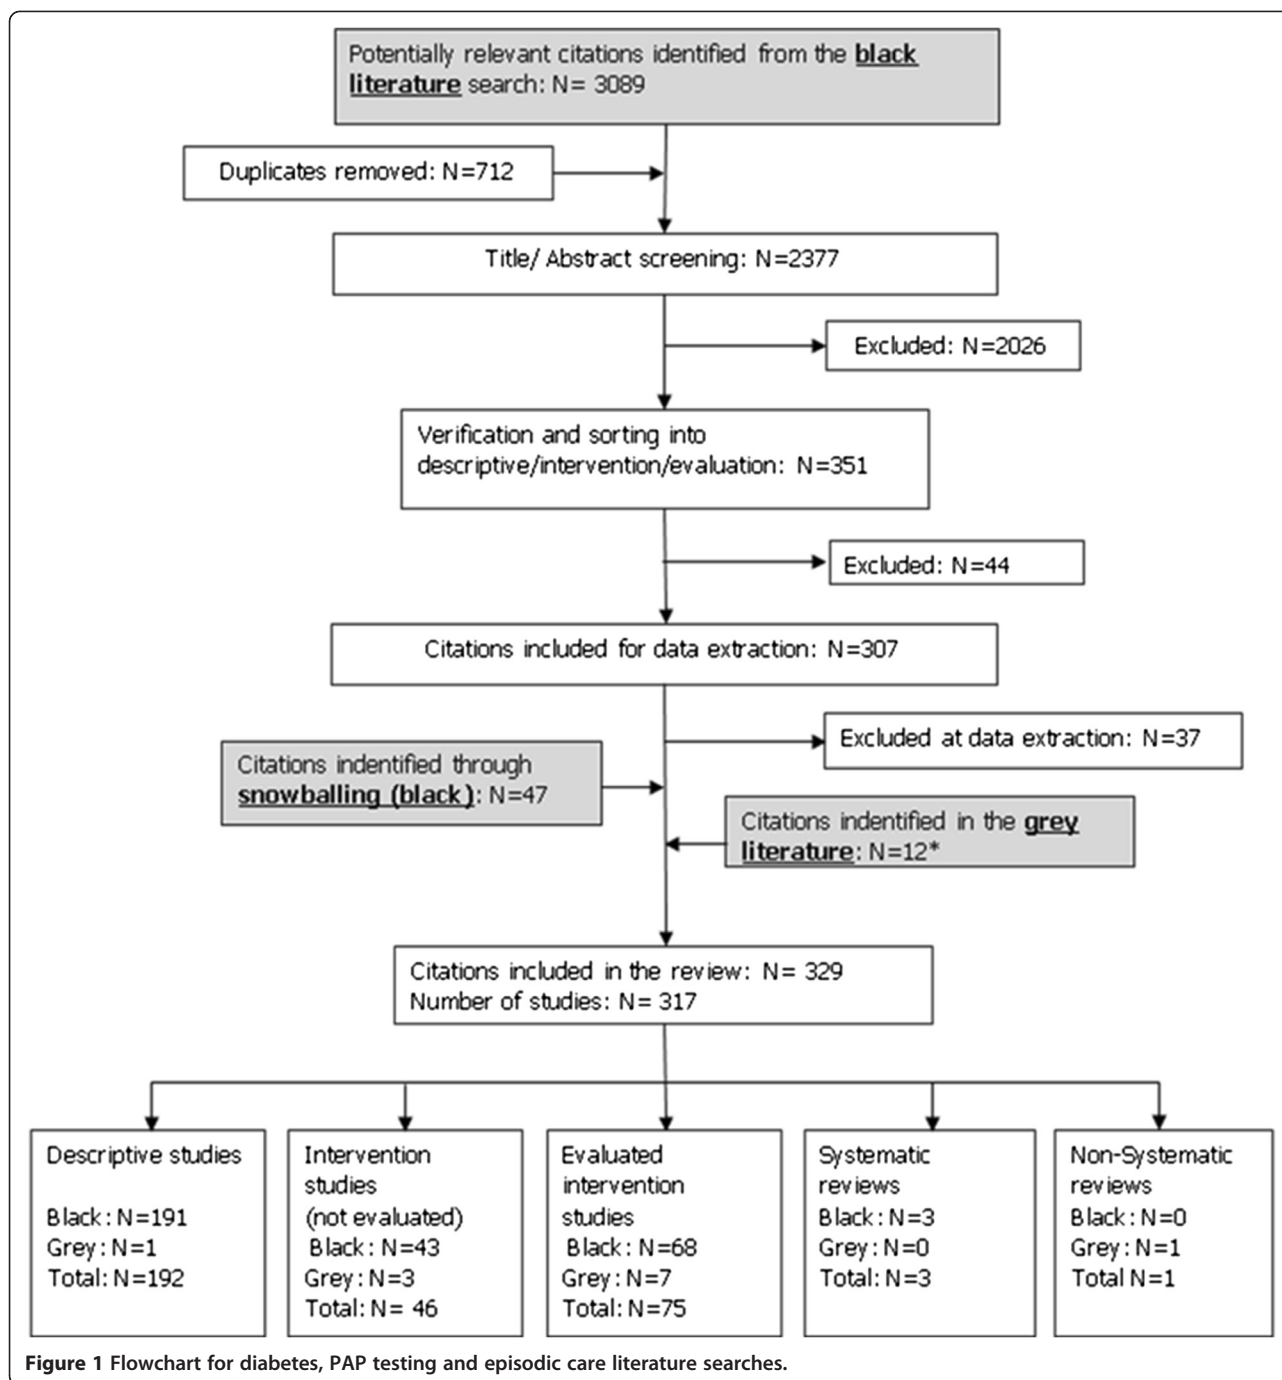 Potentially relevant citations identified from the black
literature search: N= 3089
Duplicates removed: N=712
Title/ Abstract screening: N=2377
Excluded: N=2026
Verification and sorting into
descriptive/intervention/evaluation: N=351
Excluded: N=44
Citations included for data extraction: N=307
Excluded at data extraction: N=37
Citations indentified through
snowballing (black): N=47
Citations indentified in the grey
literature: N=12*
Citations included in the review: N= 329
Number of studies: N= 317
Descriptive studies
Black: N=191
Grey: N=1
Total: N=192
Intervention
studies
(not evaluated)
Black: N=43
Grey: N=3
Total: N= 46
Evaluated
intervention
studies
Black: N=68
Grey: N=7
Total: N=75
Systematic
reviews
Black: N=3
Grey: N=0
Total: N=3
Non-Systematic
reviews
Black: N=0
Grey: N=1
Total N=1
Figure 1 Flowchart for diabetes, PAP testing and episodic care literature searches.